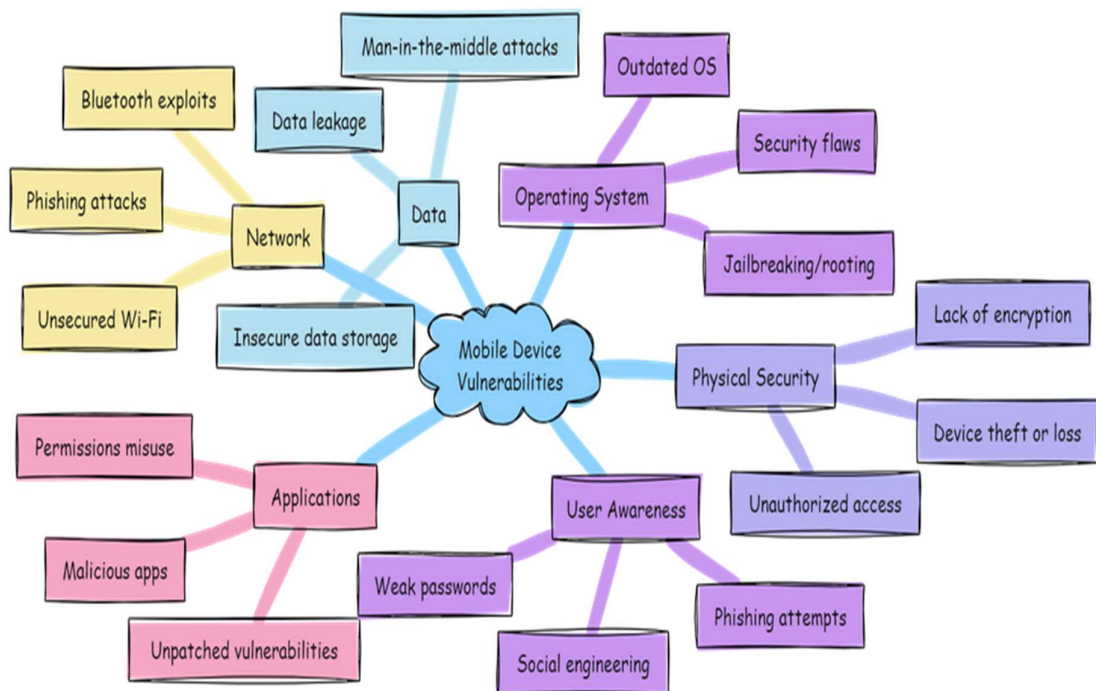 Man-in-the-middle attacks
Outdated OS
Bluetooth exploits
Data leakage
Security flaws
Phishing attacks
Operating System
Data
Network
Jailbreaking/rooting
Unsecured Wi-Fi
Insecure data storage
Lack of encryption
Mobile Device
Vulnerabilities
Physical Security
Device theft or loss
Permissions misuse
Applications
User Awareness
Unauthorized access
Malicious apps
Weak passwords
Phishing attempts
Unpatched vulnerabilities
Social engineering